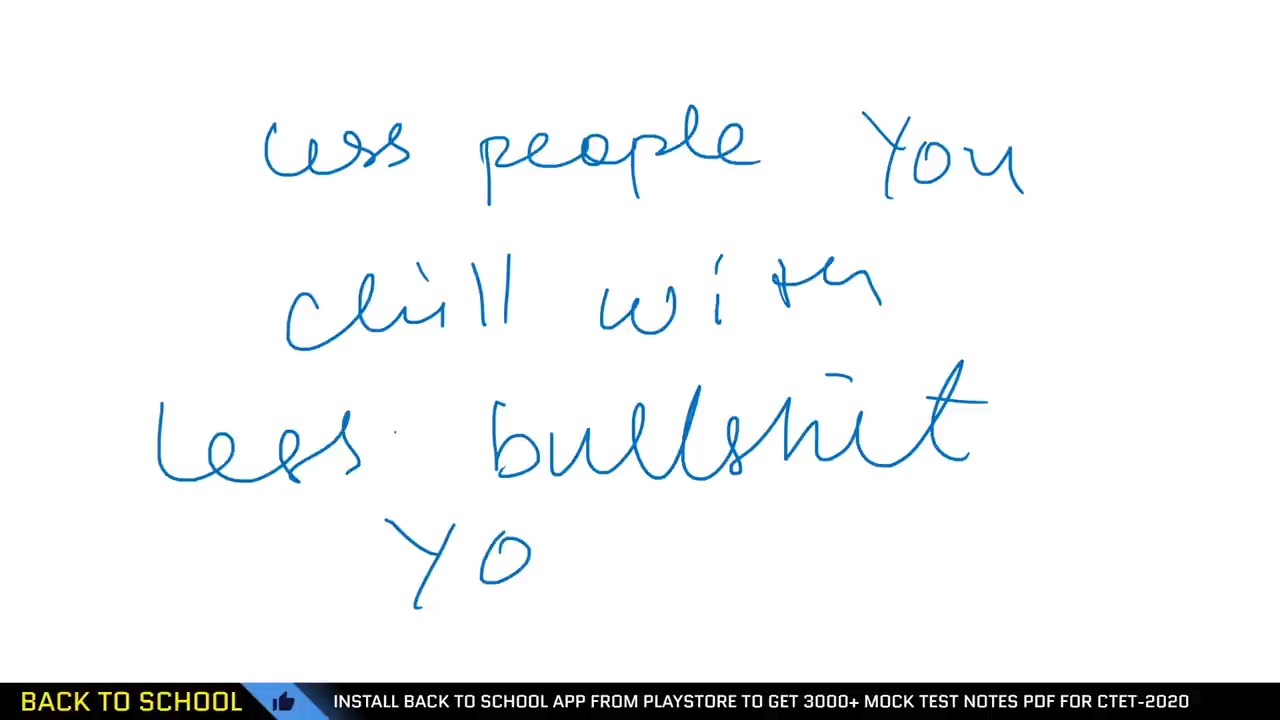 less people You
chill with
less bullshit
Yo
BACK TO SCHOOL
INSTALL BACK TO SCHOOL APP FROM PLAYSTORE TO GET 3000+ MOCK TEST NOTES PDF FOR CTET-2020